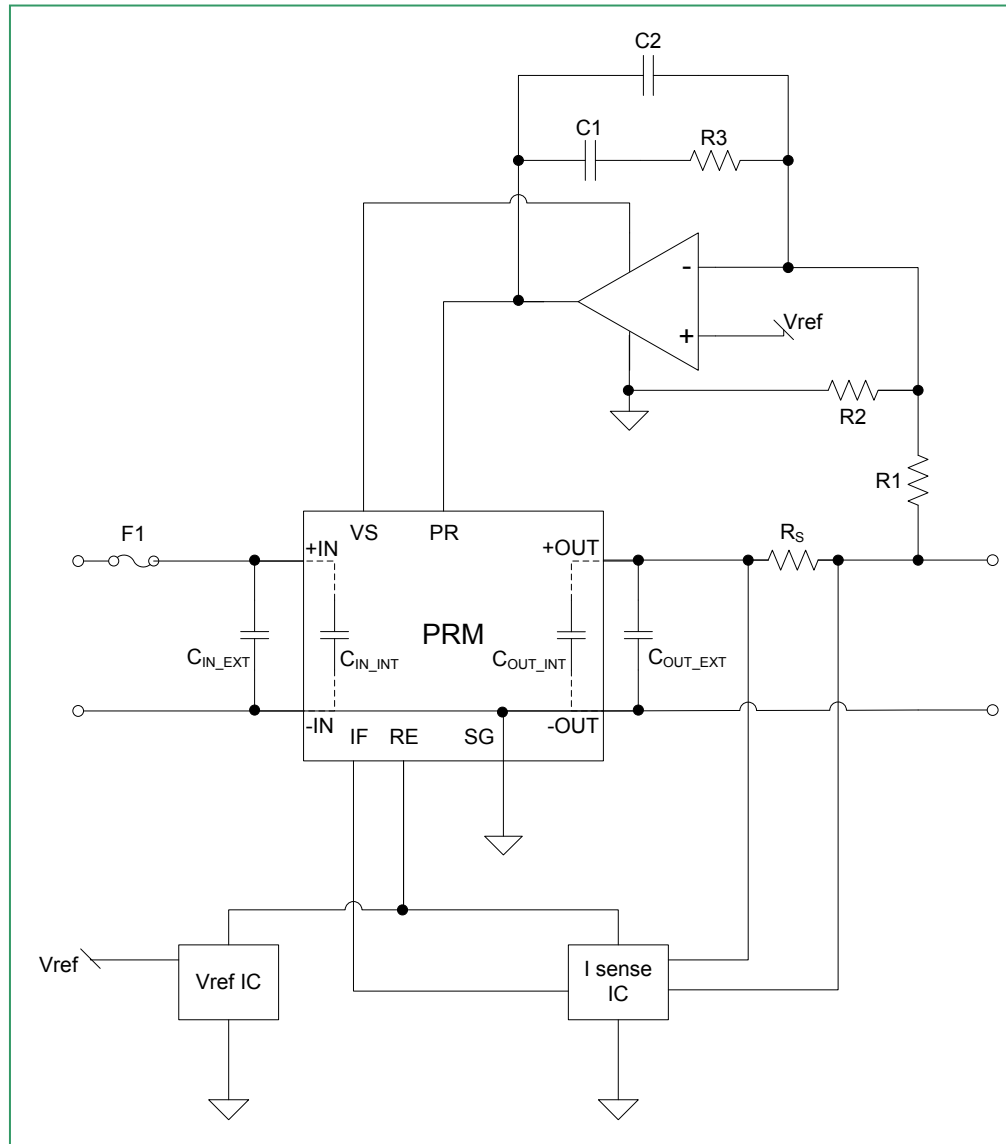 C2
C1
R3
-
+
Vref
R2
R1
F1
VS
PR
+IN
+OUT
RS
PRM
CIN_EXT
CIN_INT
COUT_INT
COUT_EXT
-IN
-OUT
IF
RE
SG
Vref
Vref IC
I sense
IC